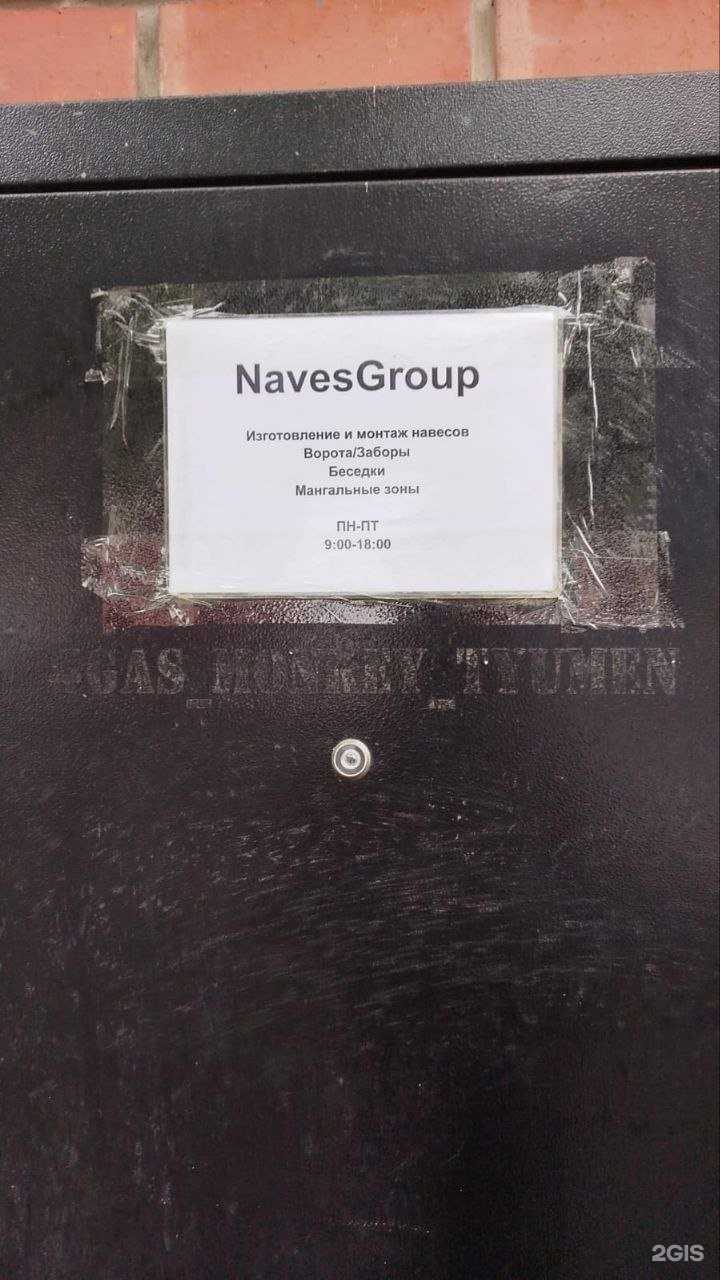 NavesGroup
Изготовление и монтаж навесов
Ворота/Заборы
Беседки
Мангальные зоны
ПН-ПТ
9:00-18:00
#GAS_MONKEY_TYUMEN
2GIS